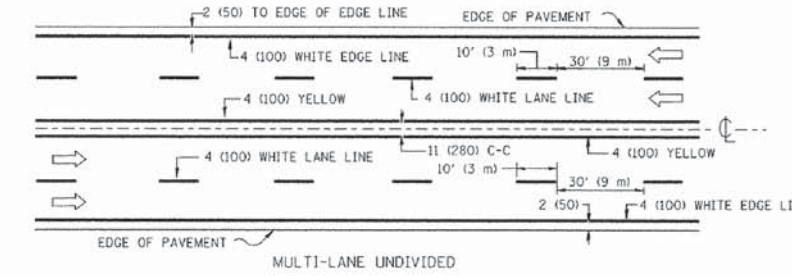 2 (50) TO EDGE OF EDGE LINE
EDGE OF PAVEMENT
4 (100) WHITE EDGE LINE
10' (3 m)
30' (9 m)
4 (100) YELLOW
4 (100) WHITE LANE LINE
℄
4 (100) WHITE LANE LINE
11 (280) C-C
4 (100) YELLOW
10' (3 m)
30' (9 m)
2 (50)
4 (100) WHITE EDGE LI
EDGE OF PAVEMENT
MULTI-LANE UNDIVIDED